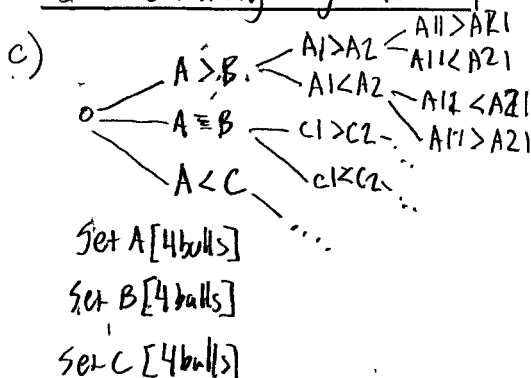 c)
A11 > A21
A1 > A2
A11 < A21
A > B
A1 < A2
A11 < A21
A ≡ B
C1 > C2 ...
A11 > A21
A < C
C1 < C2 ...
....
Set A [4 balls]
Set B [4 balls]
Set C [4 balls]